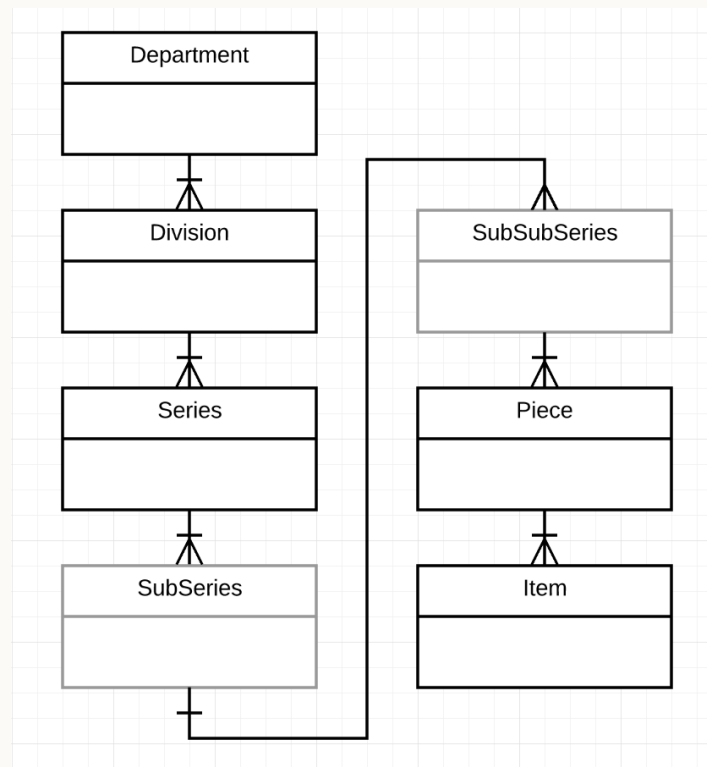 Department
Division
Series
SubSeries
SubSubSeries
Piece
Item